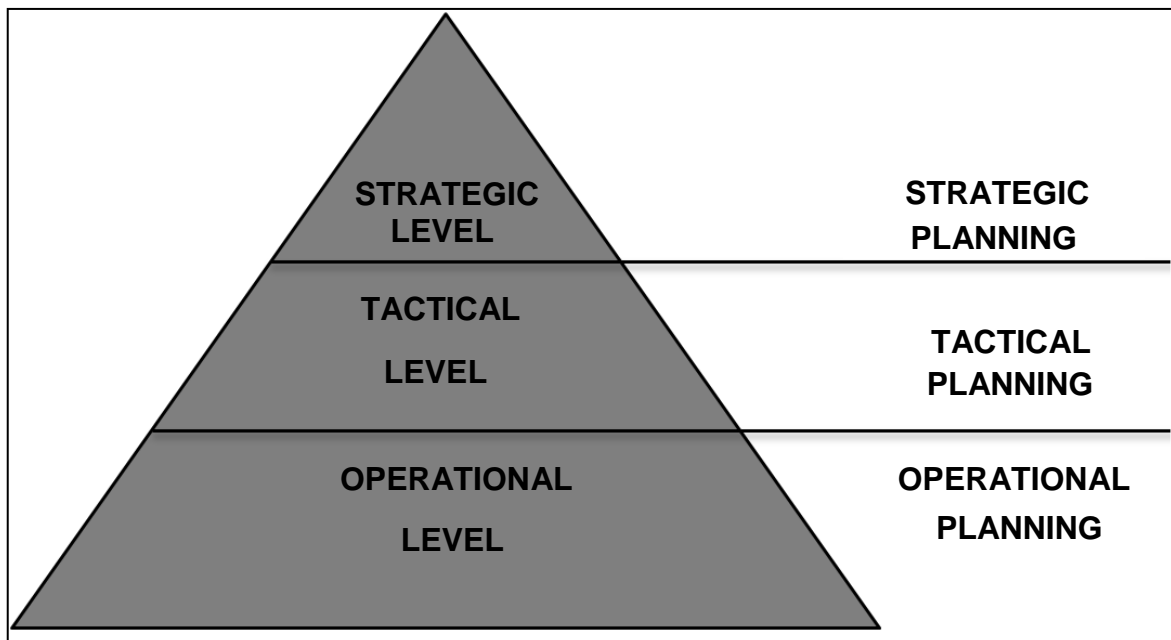 STRATEGIC
LEVEL
STRATEGIC
PLANNING
TACTICAL
LEVEL
TACTICAL
PLANNING
OPERATIONAL
LEVEL
OPERATIONAL
PLANNING